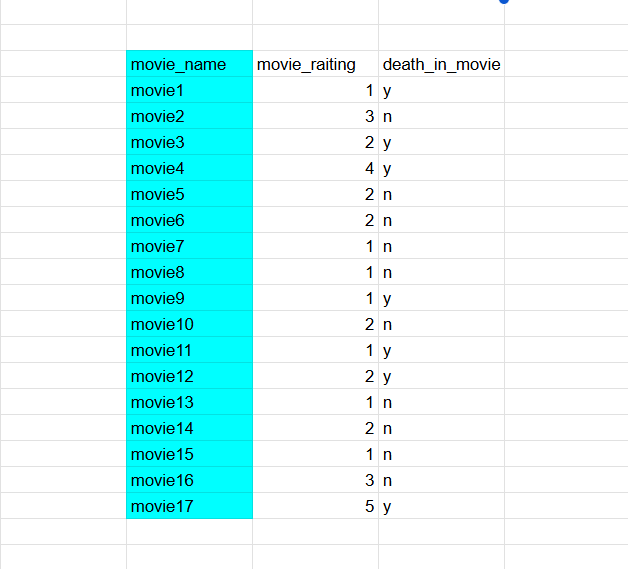 movie_name movie_raiting death_in_movie
movie1 1 y
movie2 3 n
movie3 2 y
movie4 4 y
movie5 2 n
movie6 2 n
movie7 1 n
movie8 1 n
movie9 1 y
movie10 2 n
movie11 1 y
movie12 2 y
movie13 1 n
movie14 2 n
movie15 1 n
movie16 3 n
movie17 5 y